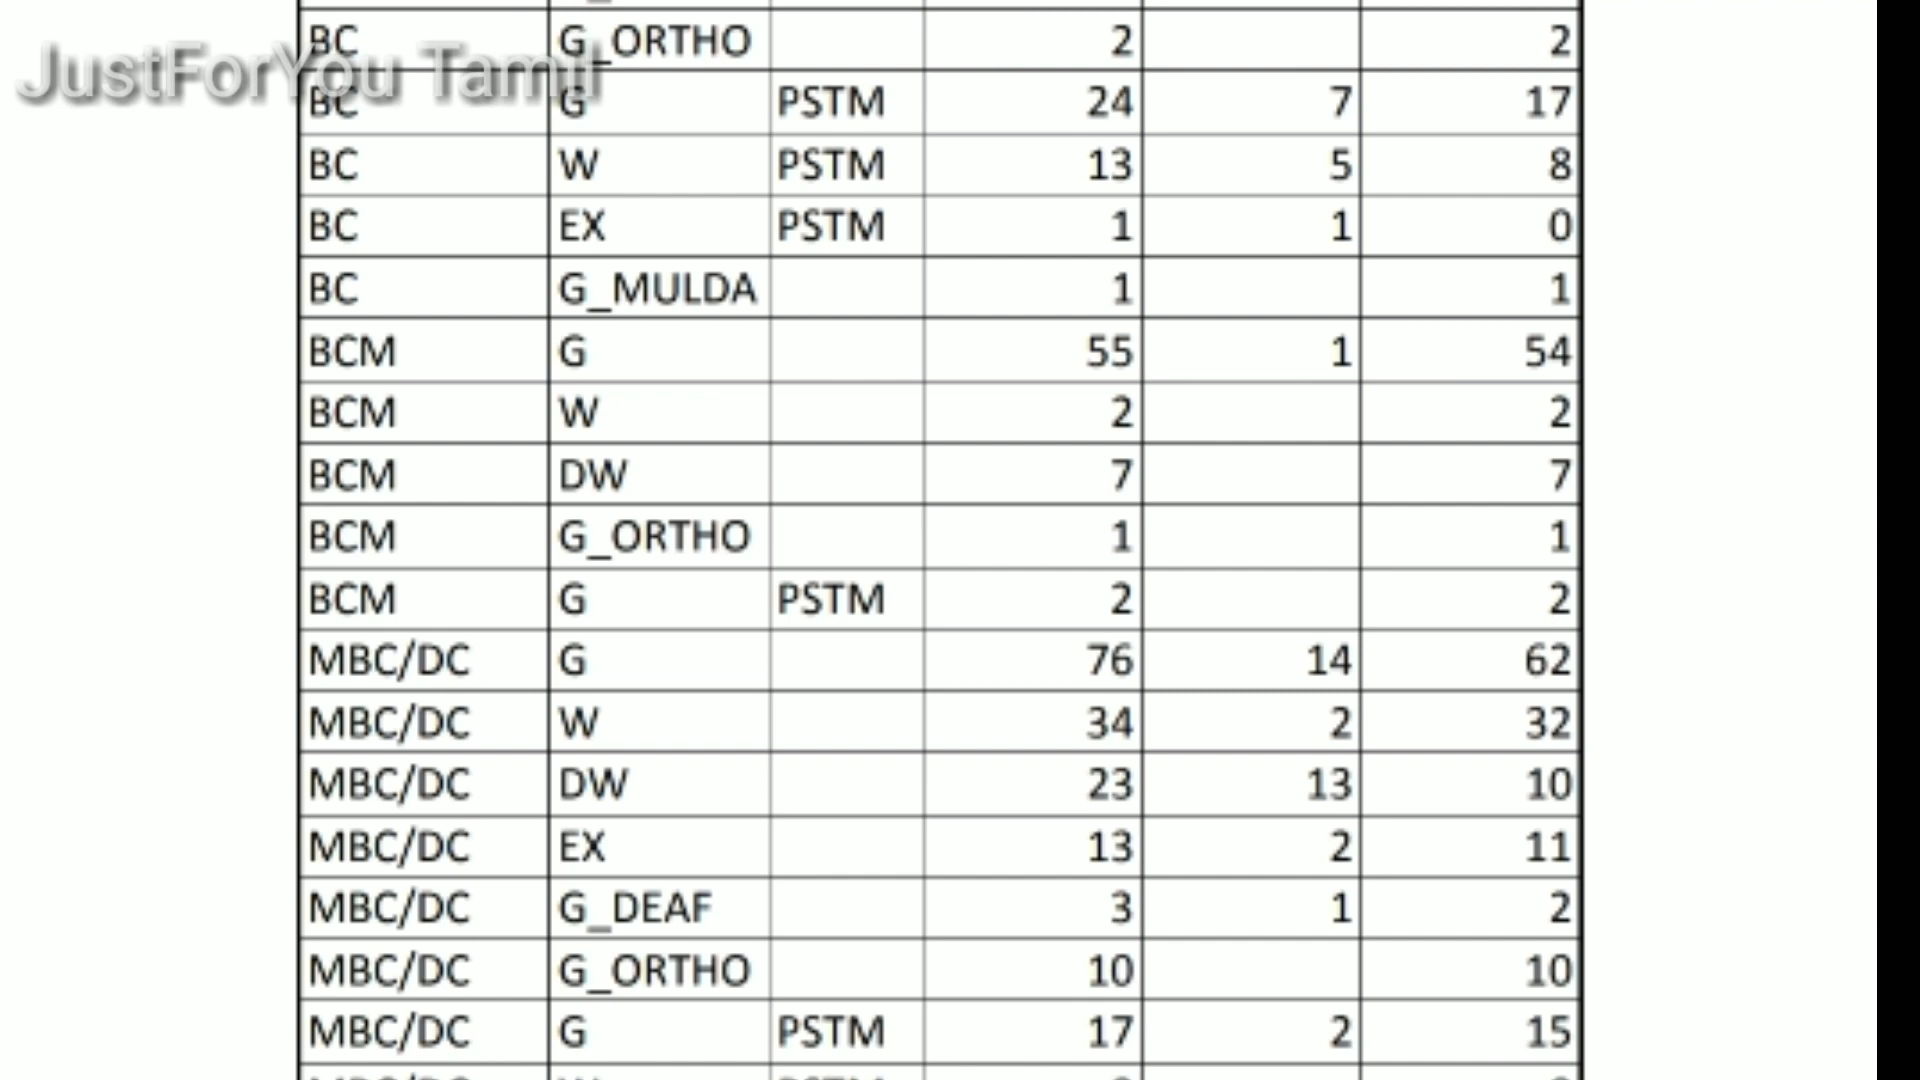 JustForYou Tamil
BC G_ORTHO 2 2
BC G PSTM 24 7 17
BC W PSTM 13 5 8
BC EX PSTM 1 1 0
BC G_MULDA 1 1
BCM G 55 1 54
BCM W 2 2
BCM DW 7 7
BCM G_ORTHO 1 1
BCM G PSTM 2 2
MBC/DC G 76 14 62
MBC/DC W 34 2 32
MBC/DC DW 23 13 10
MBC/DC EX 13 2 11
MBC/DC G_DEAF 3 1 2
MBC/DC G_ORTHO 10 10
MBC/DC G PSTM 17 2 15